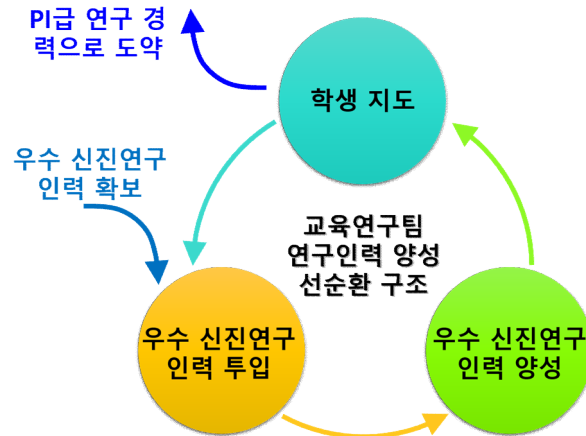 PI급 연구 경
력으로 도약
학생 지도
우수 신진연구
인력 확보
교육연구팀
연구인력 양성
선순환 구조
우수 신진연구
인력 투입
우수 신진연구
인력 양성